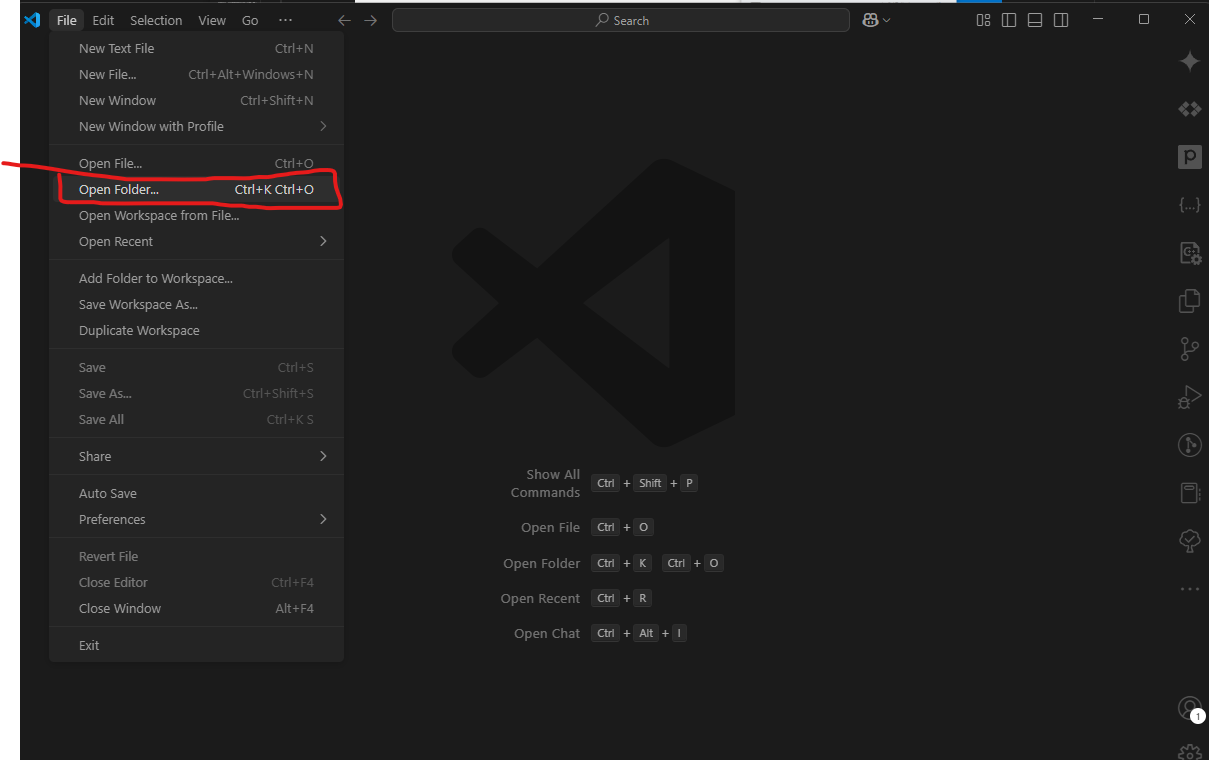 File Edit Selection View Go ··· Search
New Text File Ctrl+N
New File... Ctrl+Alt+Windows+N
New Window Ctrl+Shift+N
New Window with Profile
Open File... Ctrl+O
Open Folder... Ctrl+K Ctrl+O
Open Workspace from File...
Open Recent
Add Folder to Workspace...
Save Workspace As...
Duplicate Workspace
Save Ctrl+S
Save As... Ctrl+Shift+S
Save All Ctrl+K S
Share
Auto Save
Preferences
Revert File
Close Editor Ctrl+F4
Close Window Alt+F4
Exit
Show All
Commands Ctrl + Shift + P
Open File Ctrl + O
Open Folder Ctrl + K Ctrl + O
Open Recent Ctrl + R
Open Chat Ctrl + Alt + I
P
{...}
C++
1